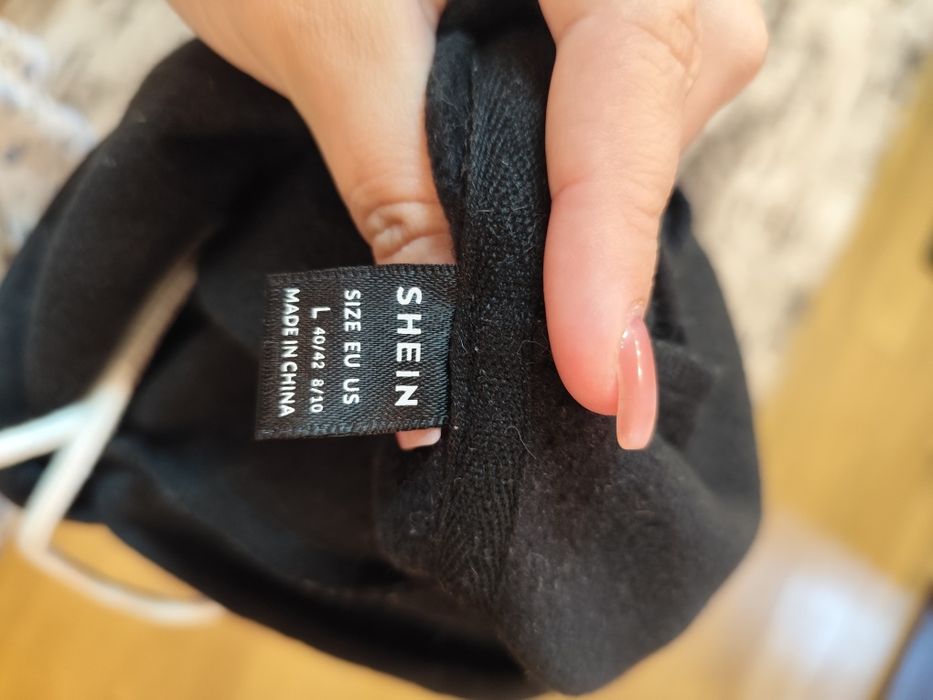 SHEIN
SIZE EU US
L 40/42 8/10
MADE IN CHINA